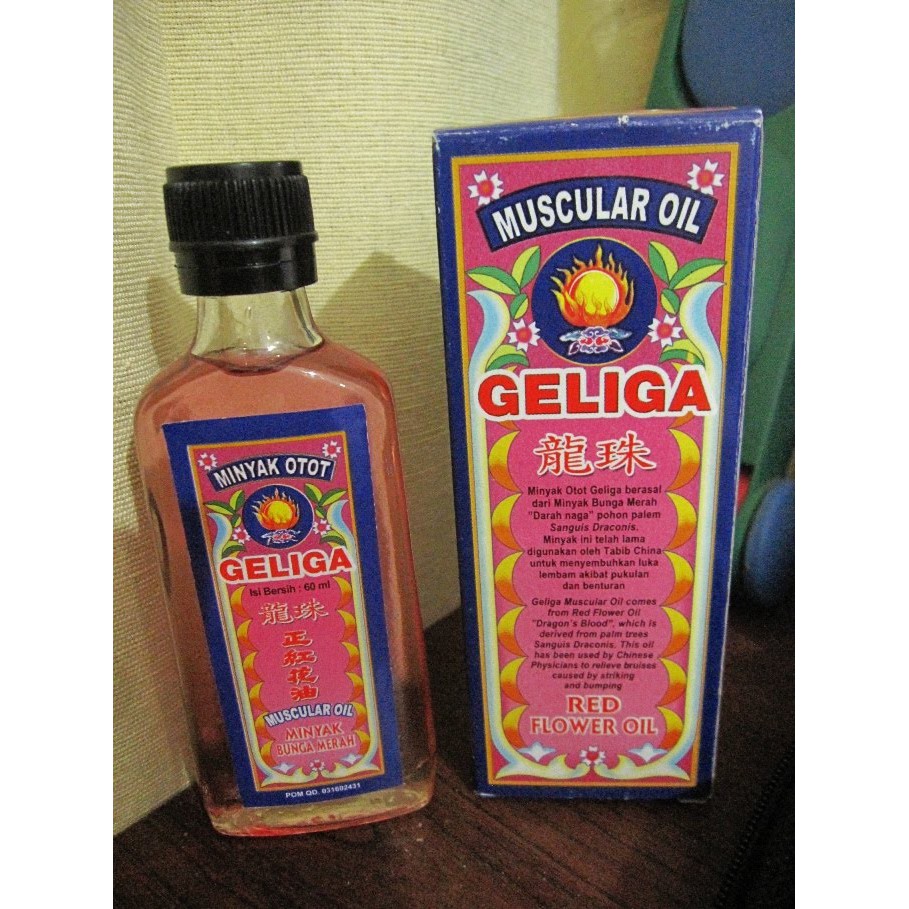 MINYAK OTOT
GELIGA
Isi Bersih : 60 ml
龍珠
正
紅
花
油
MUSCULAR OIL
MINYAK
BUNGA MERAH
POM QD. 031602431
MUSCULAR OIL
GELIGA
龍珠
Minyak Otot Geliga berasal
dari Minyak Bunga Merah
"Darah naga" pohon palem
Sanguis Draconis.
Minyak ini telah lama
digunakan oleh Tabib China
untuk menyembuhkan luka
lembam akibat pukulan
dan benturan
Geliga Muscular Oil comes
from Red Flower Oil
"Dragon's Blood", which is
derived from palm trees
Sanguis Draconis. This oil
has been used by Chinese
Physicians to relieve bruises
caused by striking
and bumping
RED
FLOWER OIL